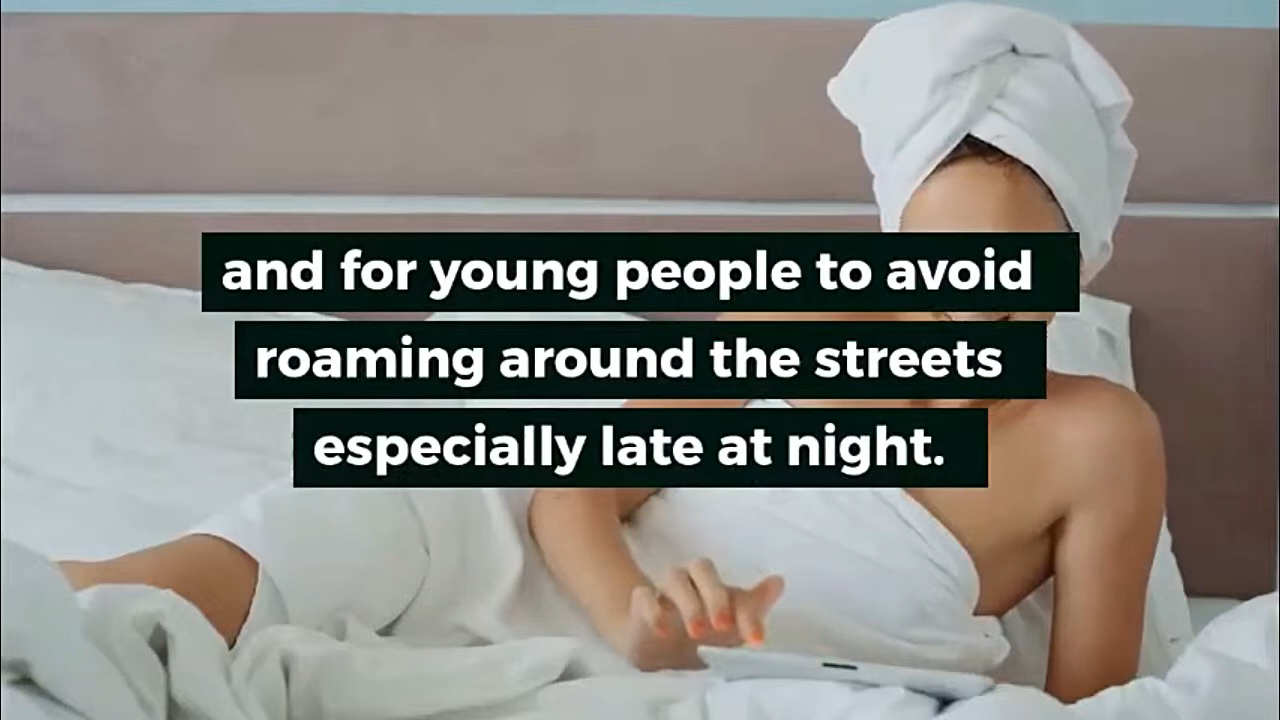 and for young people to avoid
roaming around the streets
especially late at night.